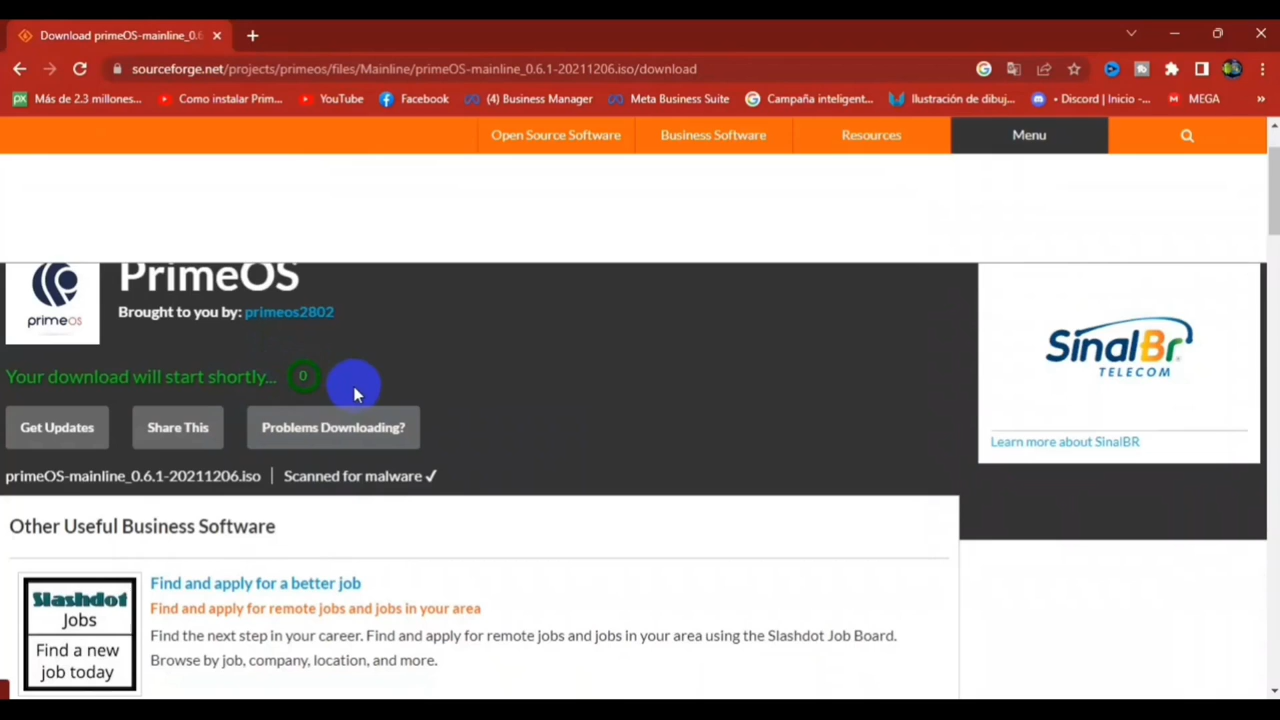 Download primeOS-mainline_0.6
sourceforge.net/projects/primeos/files/Mainline/primeOS-mainline_0.6.1-20211206.iso/download
Más de 2.3 millones...
Como instalar Prim...
YouTube
Facebook
(4) Business Manager
Meta Business Suite
Campaña inteligent...
Ilustración de dibuj...
• Discord | Inicio -...
MEGA
»
Open Source Software
Business Software
Resources
Menu
PrimeOS
primeos
Brought to you by: primeos2802
Your download will start shortly... 0
Get Updates
Share This
Problems Downloading?
primeOS-mainline_0.6.1-20211206.iso | Scanned for malware ✓
SinalBr
TELECOM
Learn more about SinalBR
Other Useful Business Software
Slashdot
Jobs
Find a new
job today
Find and apply for a better job
Find and apply for remote jobs and jobs in your area
Find the next step in your career. Find and apply for remote jobs and jobs in your area using the Slashdot Job Board.
Browse by job, company, location, and more.